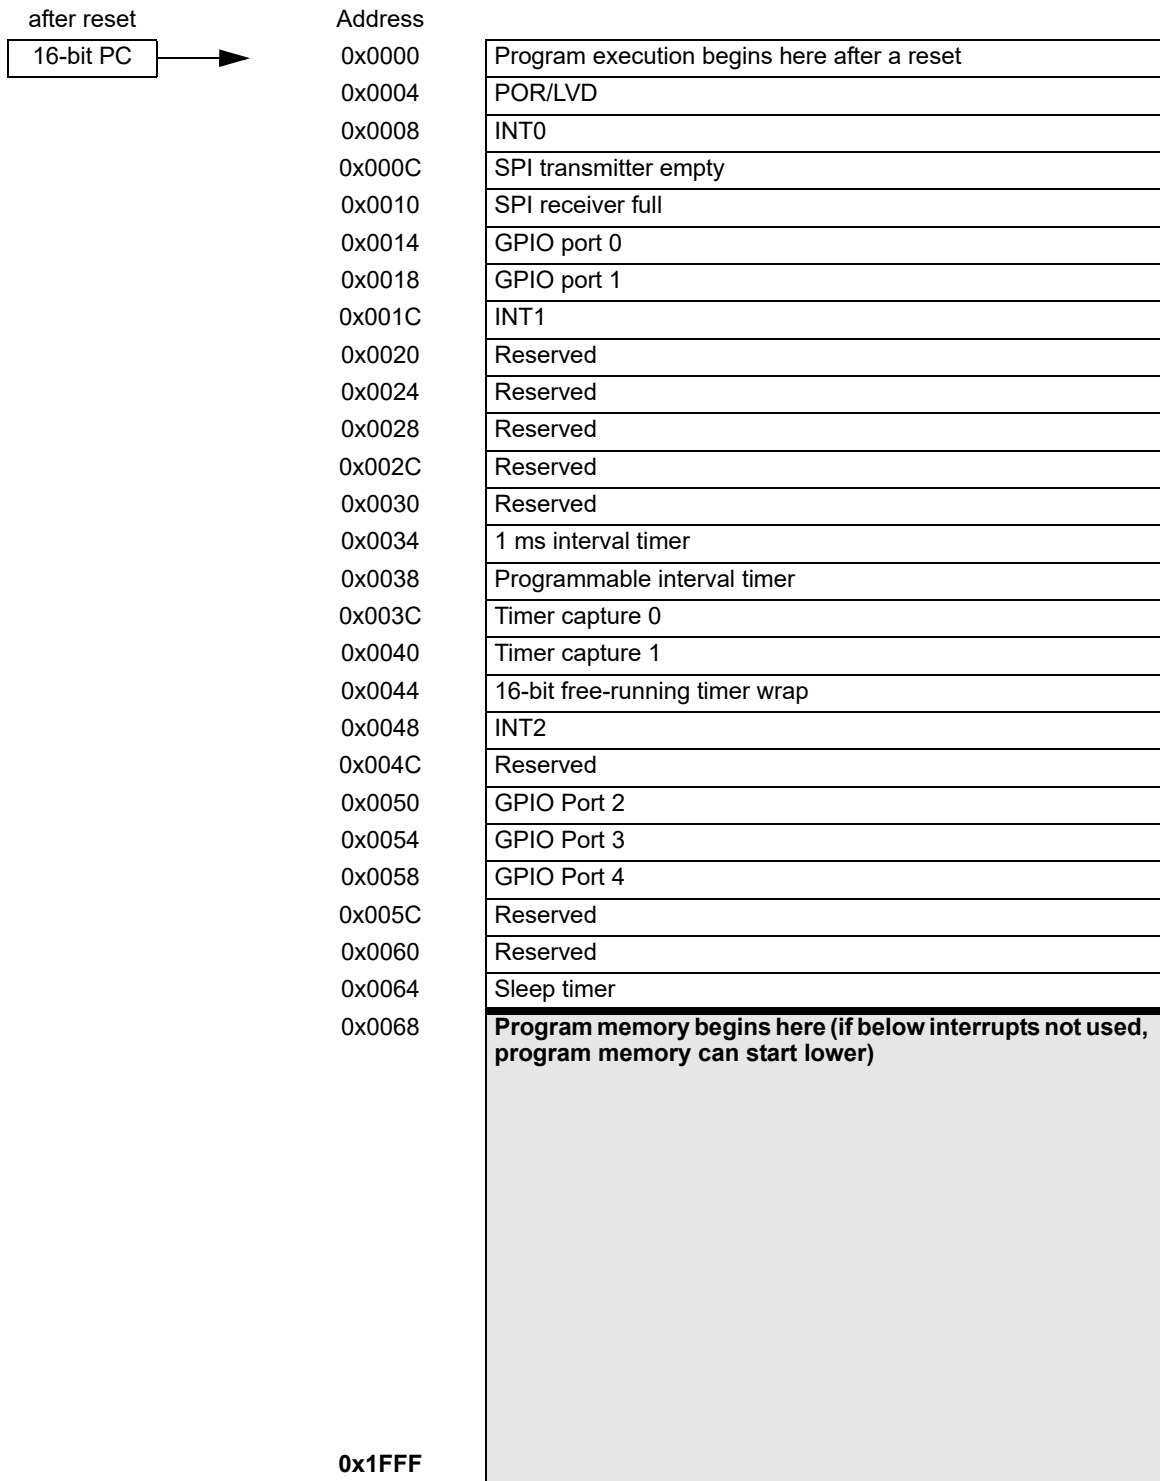 after reset Address
16-bit PC 0x0000 Program execution begins here after a reset
0x0004 POR/LVD
0x0008 INT0
0x000C SPI transmitter empty
0x0010 SPI receiver full
0x0014 GPIO port 0
0x0018 GPIO port 1
0x001C INT1
0x0020 Reserved
0x0024 Reserved
0x0028 Reserved
0x002C Reserved
0x0030 Reserved
0x0034 1 ms interval timer
0x0038 Programmable interval timer
0x003C Timer capture 0
0x0040 Timer capture 1
0x0044 16-bit free-running timer wrap
0x0048 INT2
0x004C Reserved
0x0050 GPIO Port 2
0x0054 GPIO Port 3
0x0058 GPIO Port 4
0x005C Reserved
0x0060 Reserved
0x0064 Sleep timer
0x0068 Program memory begins here (if below interrupts not used,
program memory can start lower)
0x1FFF